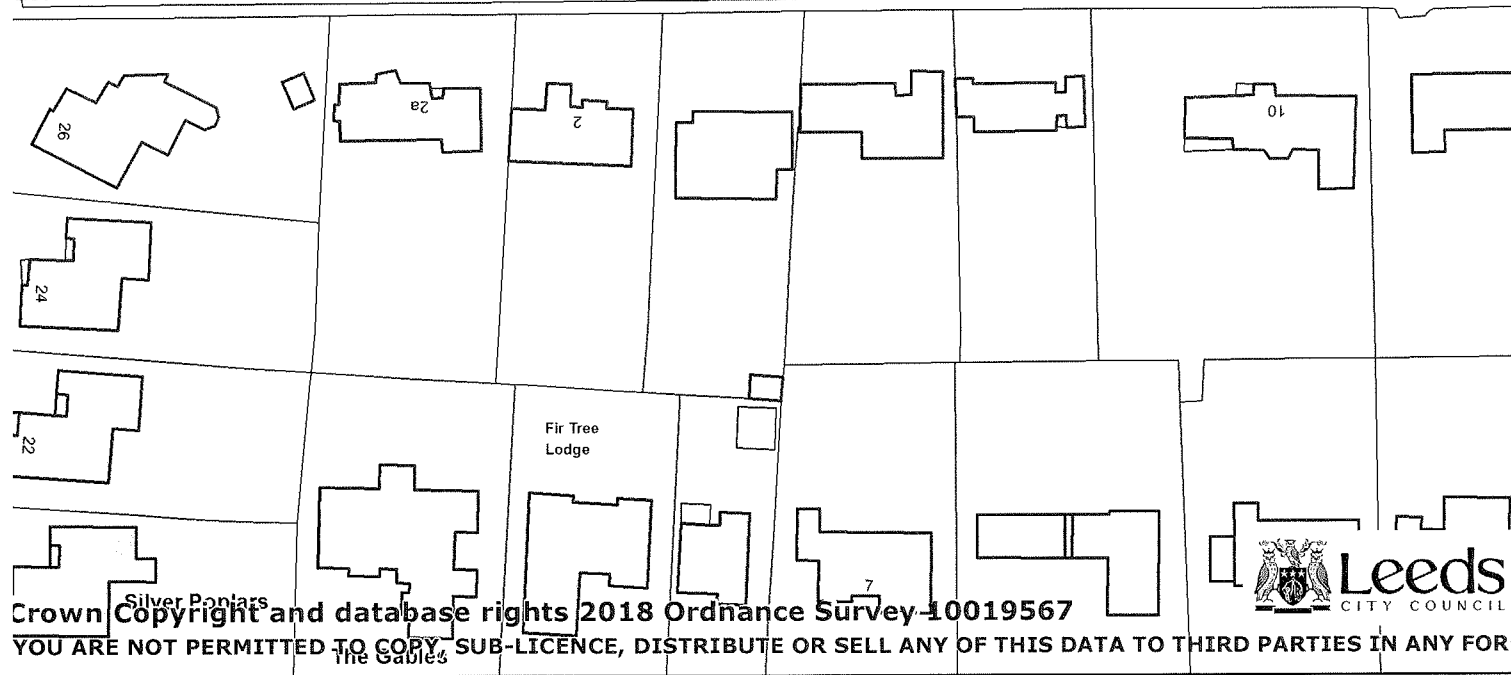 2a
2
10
26
24
22
Fir Tree
Lodge
7
Silver Poplars
Leeds
CITY COUNCIL
Crown Copyright and database rights 2018 Ordnance Survey 10019567
YOU ARE NOT PERMITTED TO COPY, SUB-LICENCE, DISTRIBUTE OR SELL ANY OF THIS DATA TO THIRD PARTIES IN ANY FOR
The Gables